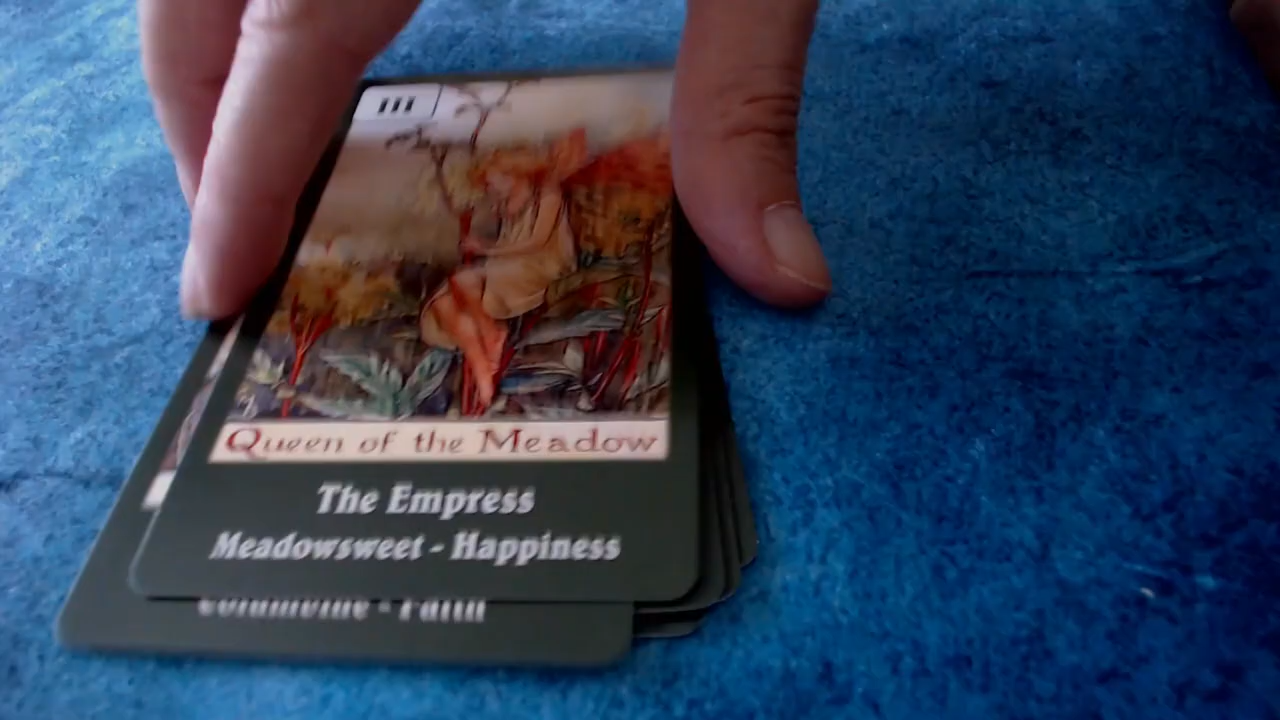 III
Queen of the Meadow
The Empress
Meadowsweet - Happiness
Columbine - Faith